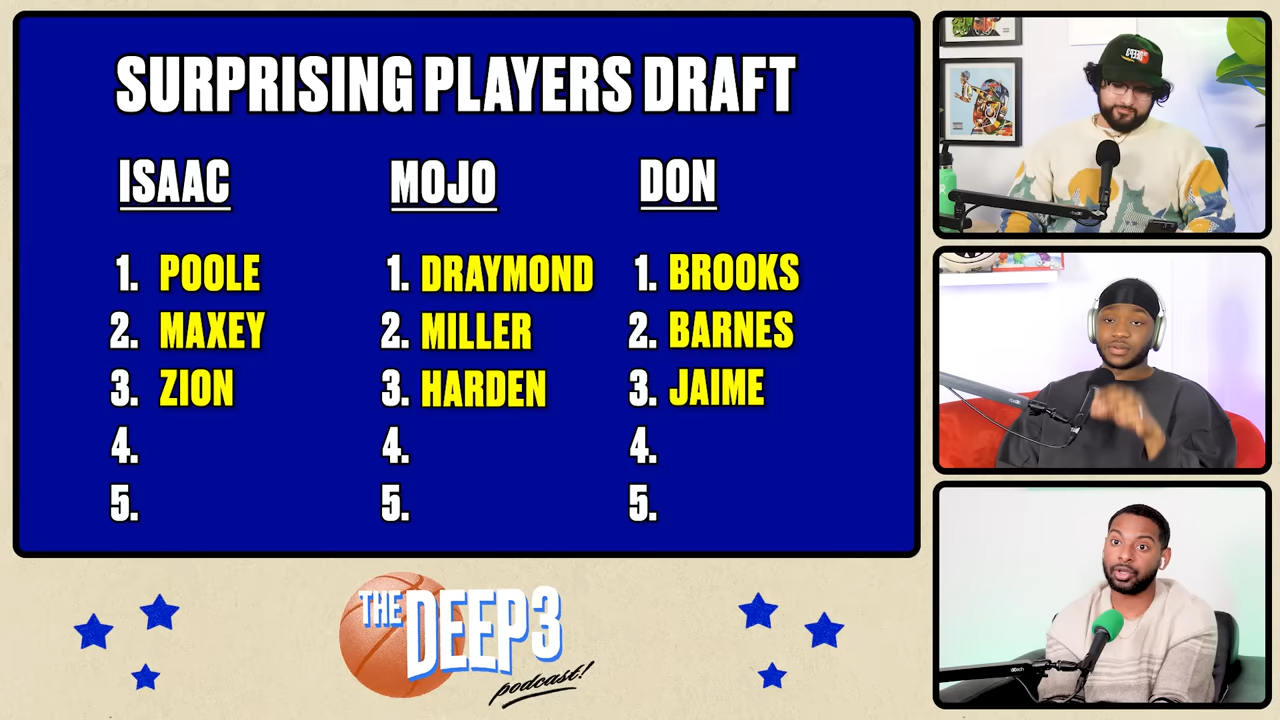 SURPRISING PLAYERS DRAFT
ISAAC
1. POOLE
2. MAXEY
3. ZION
4.
5.
MOJO
1. DRAYMOND
2. MILLER
3. HARDEN
4.
5.
DON
1. BROOKS
2. BARNES
3. JAIME
4.
5.
THE DEEP3
podcast!